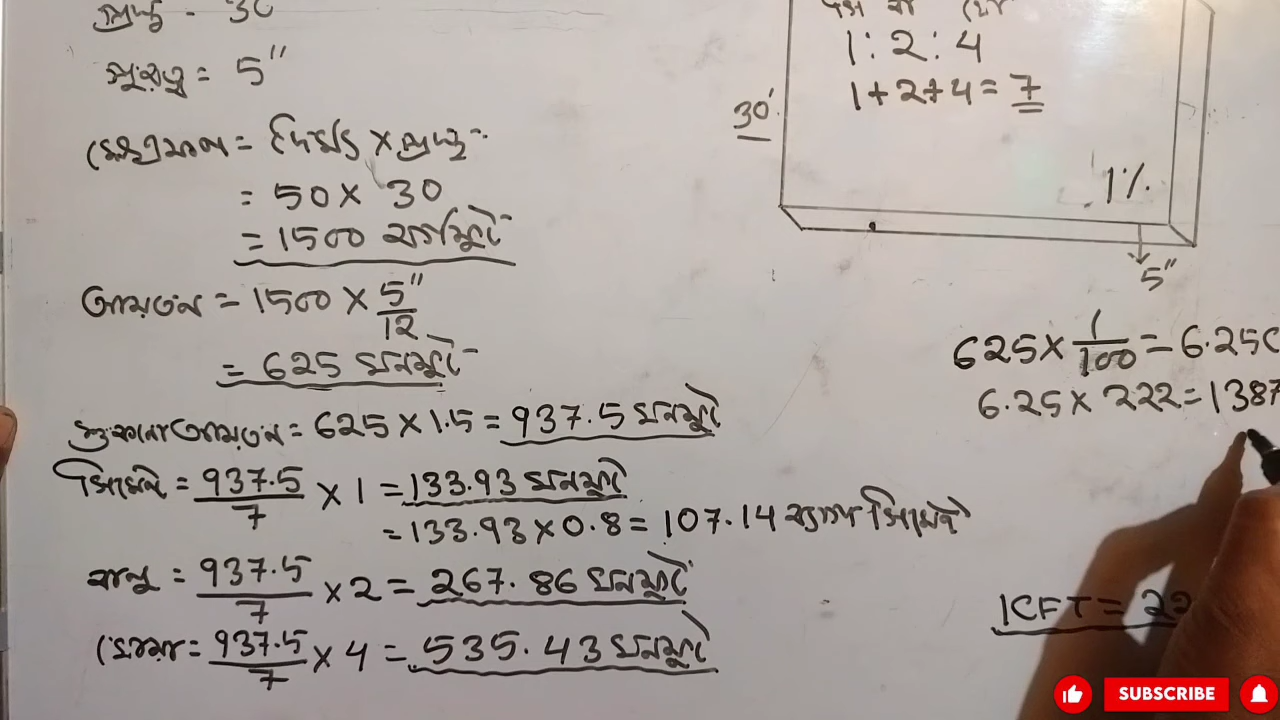 প্রস্থ - 30
পুরুত্ব = 5"
ক্ষেত্রফল = দৈর্ঘ্য × প্রস্থ
= 50 × 30
= 1500 বর্গফুট
আয়তন = 1500 × 5"/12
= 625 ঘনফুট
শুকনো আয়তন = 625 × 1.5 = 937.5 ঘনফুট
সিমেন্ট = 937.5/7 × 1 = 133.93 ঘনফুট
= 133.93 × 0.8 = 107.14 ব্যাগ সিমেন্ট
বালু = 937.5/7 × 2 = 267.86 ঘনফুট
খোয়া = 937.5/7 × 4 = 535.43 ঘনফুট
1 : 2 : 4
1 + 2 + 4 = 7
30'
1%
5"
625 × 1/100 = 6.25
6.25 × 222 = 1387
1CFT = 22
SUBSCRIBE